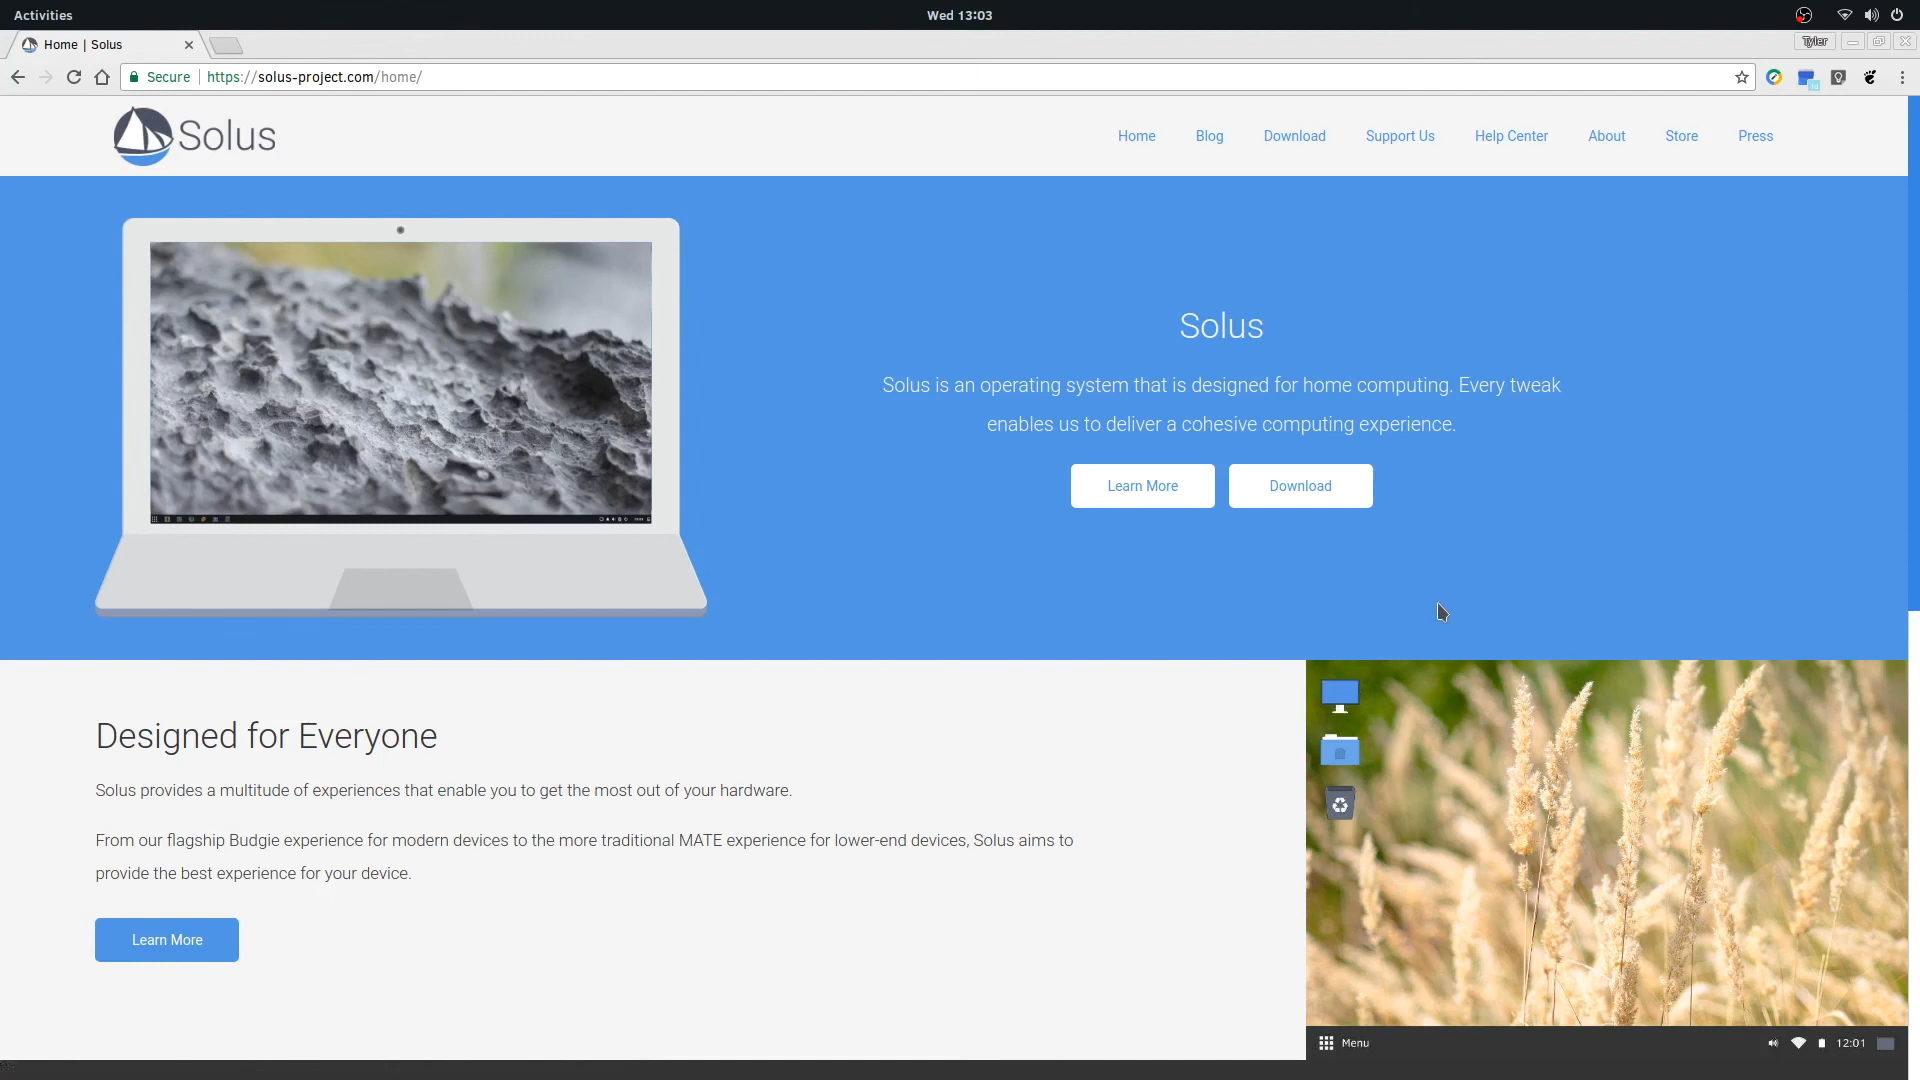 Activities
Wed 13:03
Home | Solus
Tyler
Secure
https://solus-project.com/home/
Solus
Home
Blog
Download
Support Us
Help Center
About
Store
Press
Solus
Solus is an operating system that is designed for home computing. Every tweak
enables us to deliver a cohesive computing experience.
Learn More
Download
Designed for Everyone
Solus provides a multitude of experiences that enable you to get the most out of your hardware.
From our flagship Budgie experience for modern devices to the more traditional MATE experience for lower-end devices, Solus aims to
provide the best experience for your device.
Learn More
Menu
12:01